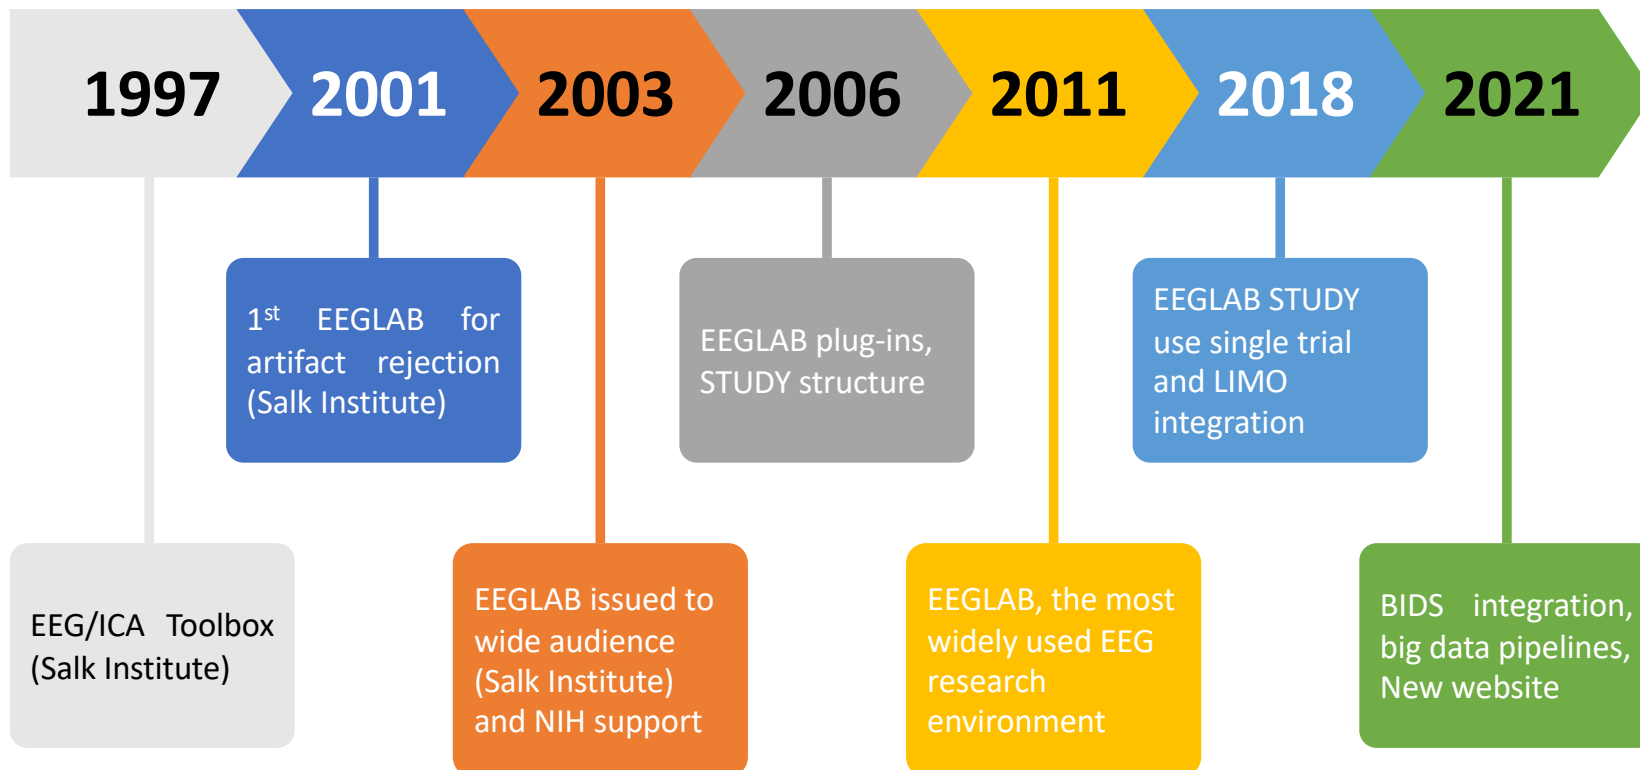 1997 2001 2003 2006 2011 2018 2021
1st EEGLAB for
artifact rejection
(Salk Institute)
EEGLAB plug-ins,
STUDY structure
EEGLAB STUDY
use single trial
and LIMO
integration
EEG/ICA Toolbox
(Salk Institute)
EEGLAB issued to
wide audience
(Salk Institute)
and NIH support
EEGLAB, the most
widely used EEG
research
environment
BIDS integration,
big data pipelines,
New website